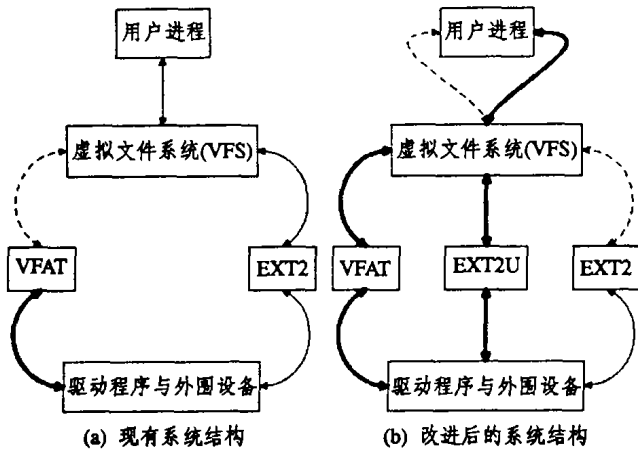 用户进程
虚拟文件系统(VFS)
VFAT
EXT2
驱动程序与外围设备
(a) 现有系统结构
用户进程
虚拟文件系统(VFS)
VFAT
EXT2U
EXT2
驱动程序与外围设备
(b) 改进后的系统结构